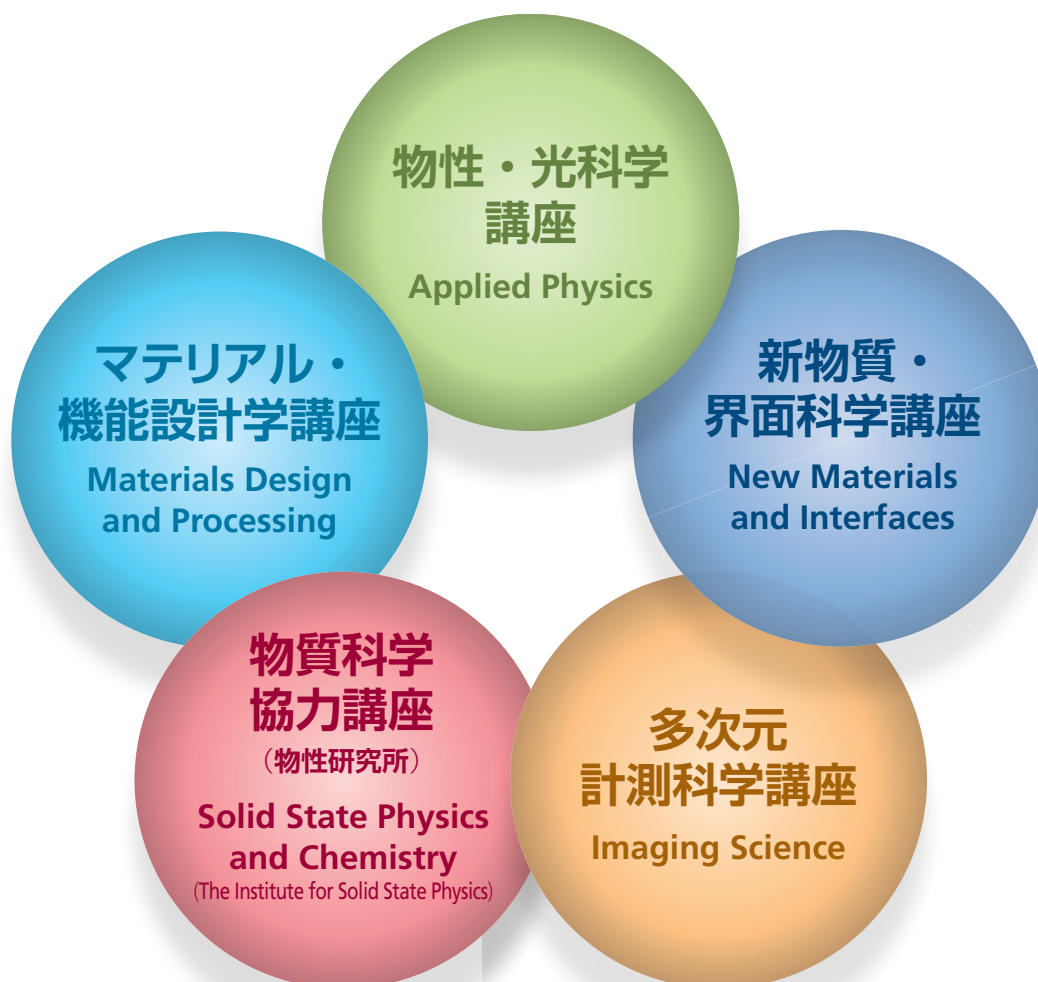 物性・光科学
講座
Applied Physics
マテリアル・
機能設計学講座
Materials Design
and Processing
新物質・
界面科学講座
New Materials
and Interfaces
物質科学
協力講座
（物性研究所）
Solid State Physics
and Chemistry
(The Institute for Solid State Physics)
多次元
計測科学講座
Imaging Science